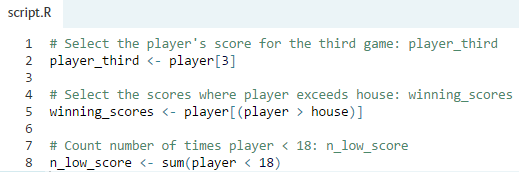 script.R
1 # Select the player's score for the third game: player_third
2 player_third <- player[3]
3
4 # Select the scores where player exceeds house: winning_scores
5 winning_scores <- player[(player > house)]
6
7 # Count number of times player < 18: n_low_score
8 n_low_score <- sum(player < 18)